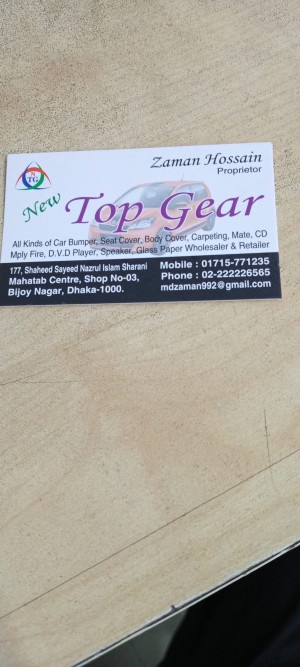 N
TG
Zaman Hossain
Proprietor
New Top Gear
All Kinds of Car Bumper, Seat Cover, Body Cover, Carpeting, Mate, CD
Mply Fire, D.V.D Player, Speaker, Glass Paper Wholesaler & Retailer
177, Shaheed Sayeed Nazrul Islam Sharani
Mahatab Centre, Shop No-03,
Bijoy Nagar, Dhaka-1000.
Mobile : 01715-771235
Phone : 02-222226565
mdzaman992@gmail.com